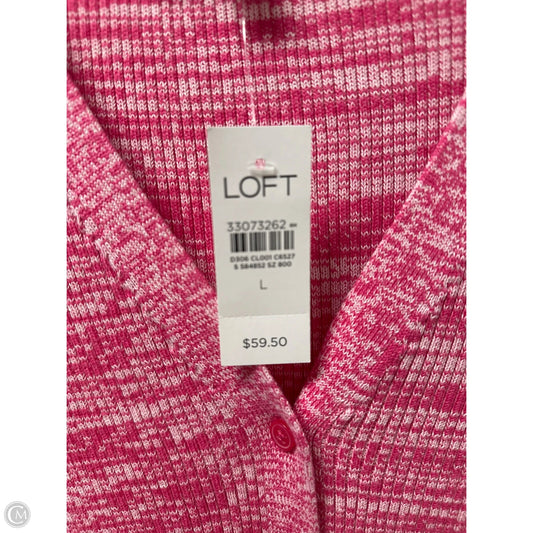 LOFT
33073262
D306 CL001 C6527
S 584852 SZ 800
L
$59.50